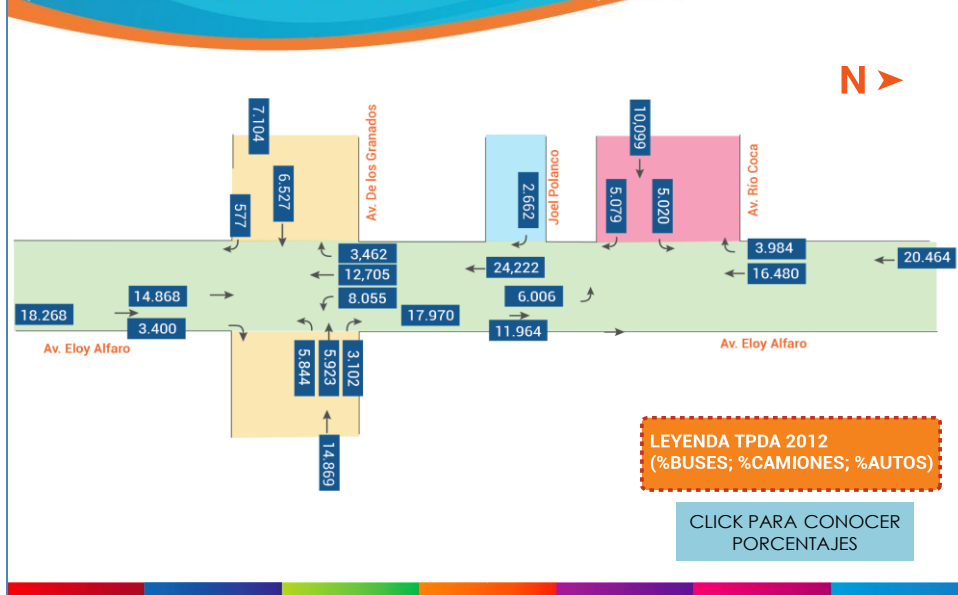 N
7.104
6.527
577
Av. De los Granados
2.662
Joel Polanco
10,099
5.079
5.020
Av. Río Coca
3,462
12,705
8.055
24,222
3.984
16.480
20.464
14.868
18.268
3.400
17.970
6.006
11.964
Av. Eloy Alfaro
Av. Eloy Alfaro
5.844
5.923
3.102
14.869
LEYENDA TPDA 2012
(%BUSES; %CAMIONES; %AUTOS)
CLICK PARA CONOCER
PORCENTAJES